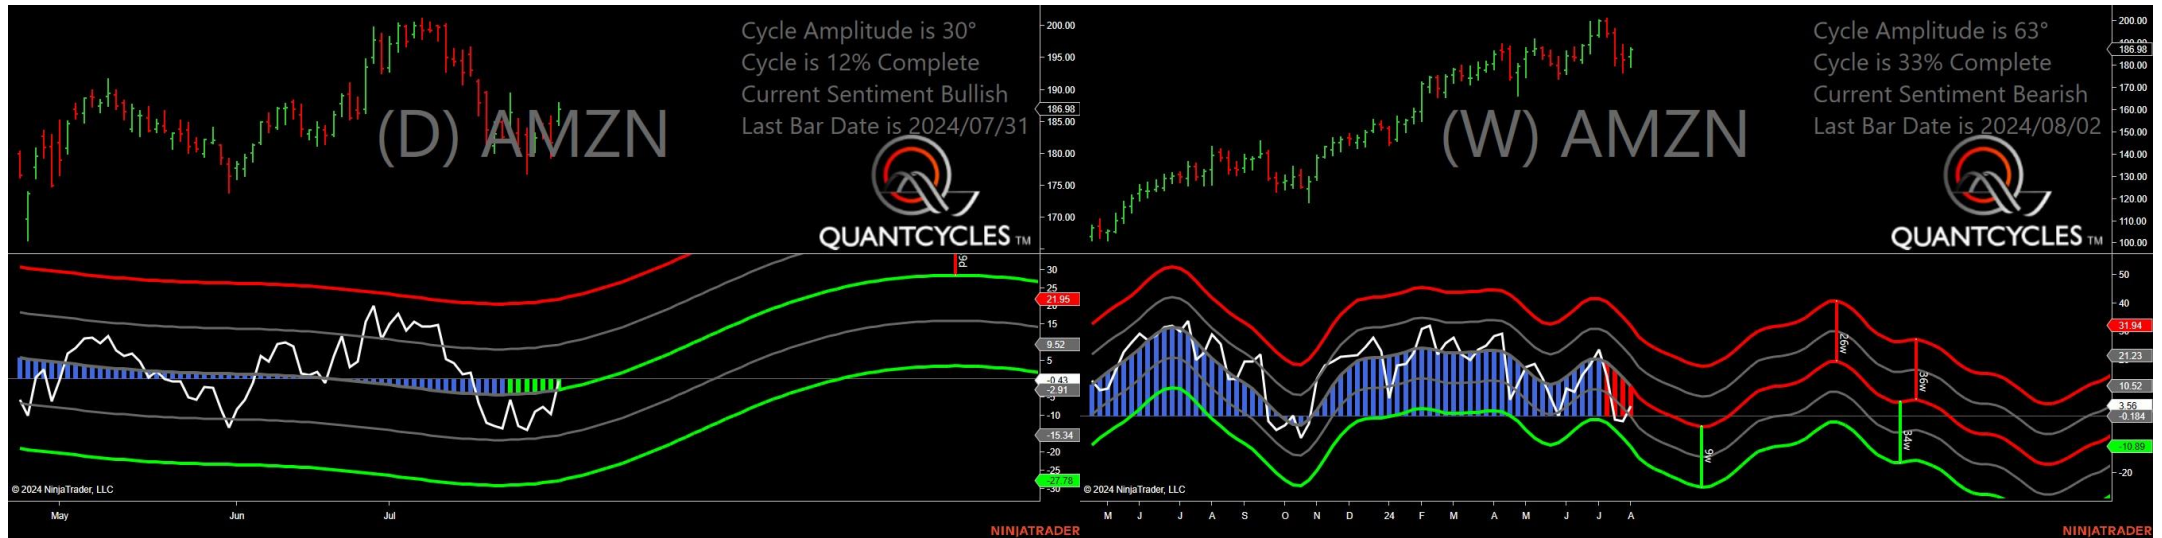 Cycle Amplitude is 30°
Cycle is 12% Complete
Current Sentiment Bullish
Last Bar Date is 2024/07/31
(D) AMZN
QUANTCYCLES TM
200.00
195.00
186.98
185.00
180.00
175.00
170.00
9d
30
25
21.95
15
9.52
5
-0.43
-2.91
-10
-15.34
-20
-25
-27.78
-30
© 2024 NinjaTrader, LLC
May Jun Jul
NINJATRADER
Cycle Amplitude is 63°
Cycle is 33% Complete
Current Sentiment Bearish
Last Bar Date is 2024/08/02
(W) AMZN
QUANTCYCLES TM
200.00
190.00
186.98
180.00
170.00
160.00
150.00
140.00
130.00
120.00
110.00
100.00
26w
36w
9w
34w
50
40
31.94
21.23
10.52
3.56
-0.184
-10.89
-20
© 2024 NinjaTrader, LLC
M J J A S O N D 24 F M A M J J A
NINJATRADER